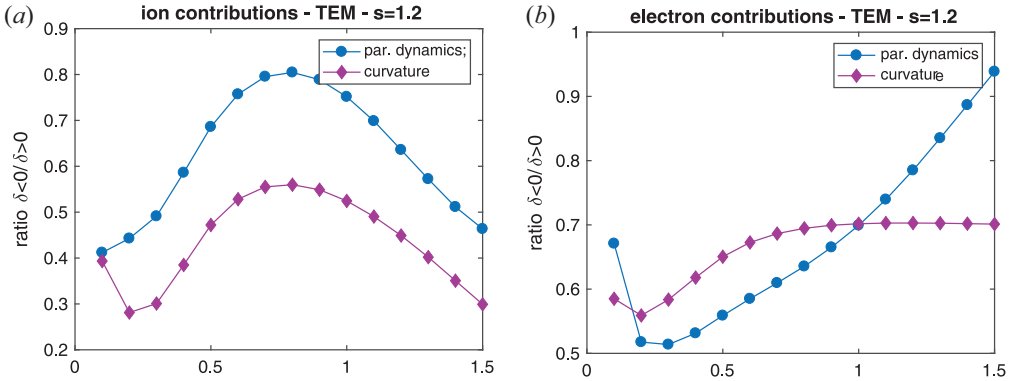 (a)
ion contributions - TEM - s=1.2
par. dynamics;
curvature
ratio δ<0/δ>0
0.9
0.8
0.7
0.6
0.5
0.4
0.3
0.2
0
0.5
1
1.5
(b)
electron contributions - TEM - s=1.2
par. dynamics
curvature
ratio δ<0/δ>0
1
0.9
0.8
0.7
0.6
0.5
0
0.5
1
1.5